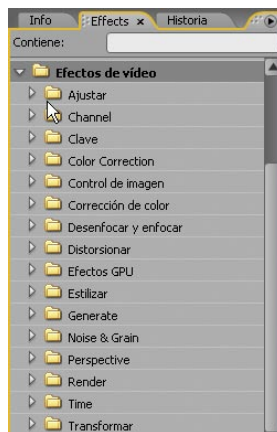 Info Effects x Historia
Contiene:
Efectos de vídeo
Ajustar
Channel
Clave
Color Correction
Control de imagen
Corrección de color
Desenfocar y enfocar
Distorsionar
Efectos GPU
Estilizar
Generate
Noise & Grain
Perspective
Render
Time
Transformar